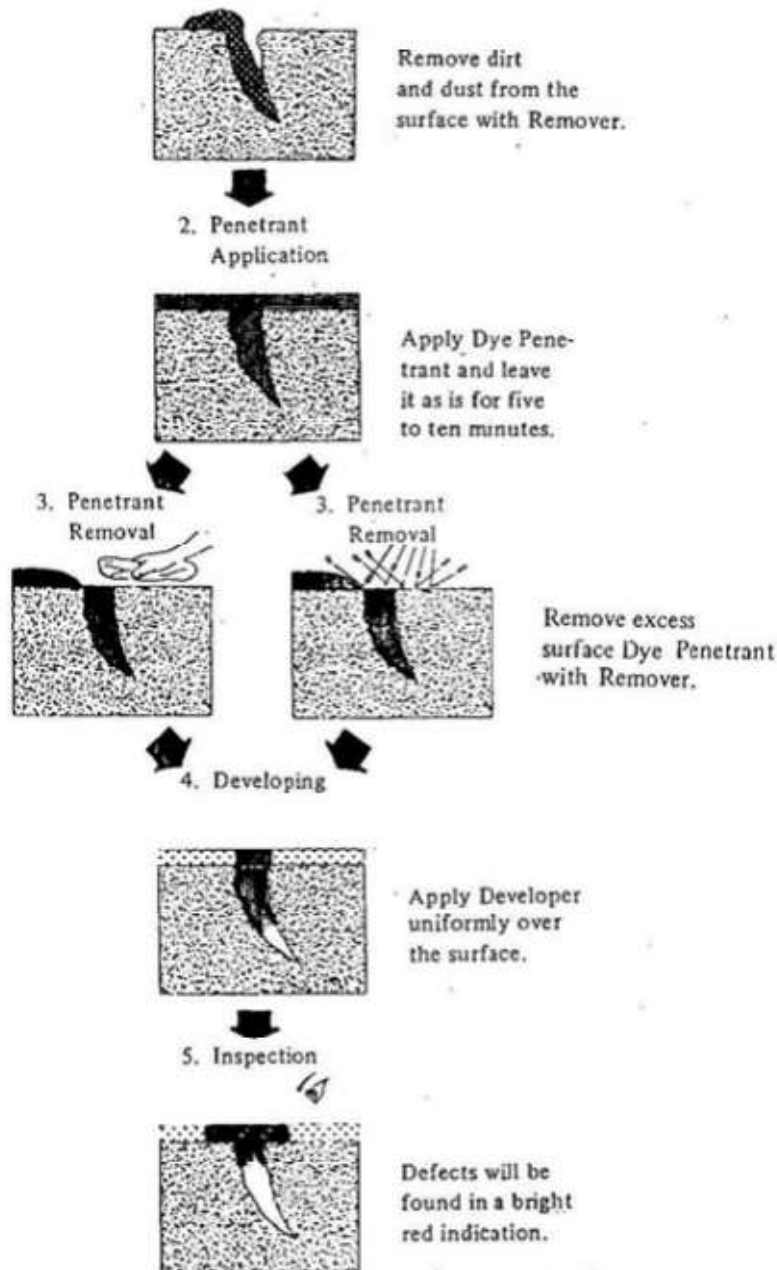 Remove dirt
and dust from the
surface with Remover.
2. Penetrant
Application
Apply Dye Pene-
trant and leave
it as is for five
to ten minutes.
3. Penetrant
Removal
3. Penetrant
Removal
Remove excess
surface Dye Penetrant
with Remover.
4. Developing
Apply Developer
uniformly over
the surface.
5. Inspection
Defects will be
found in a bright
red indication.